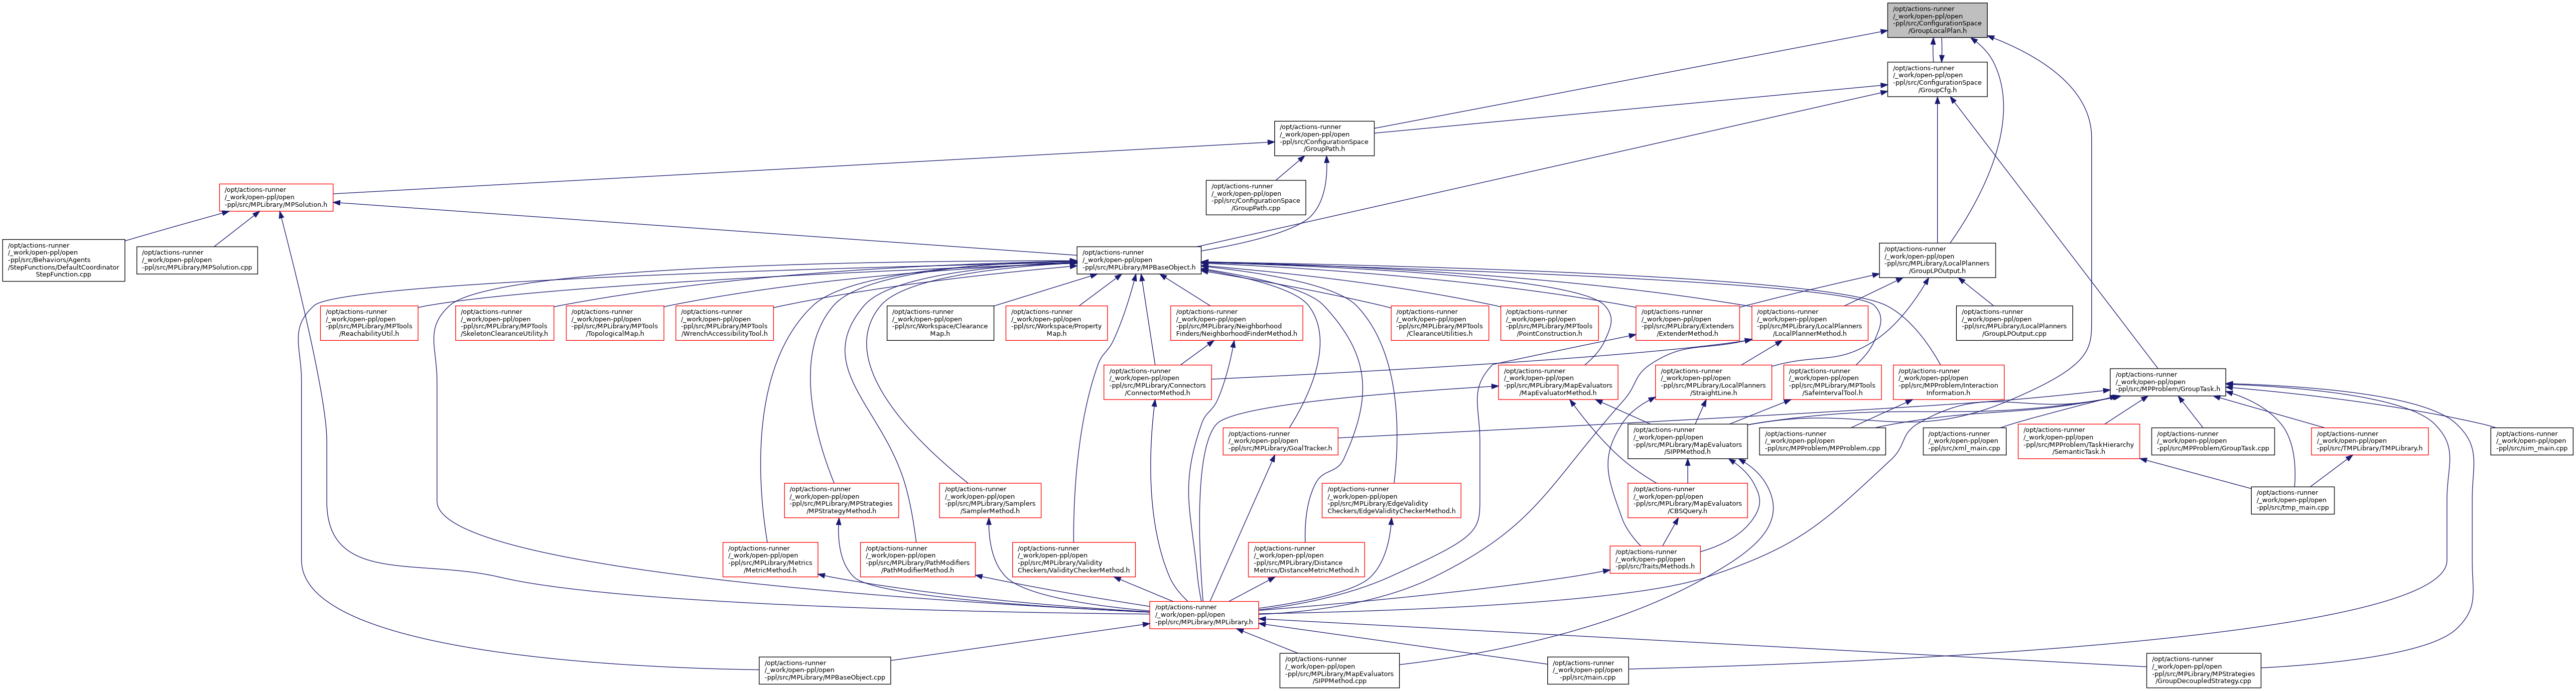 /opt/actions-runner
/_work/open-ppl/open
-ppl/src/ConfigurationSpace
/GroupLocalPlan.h
/opt/actions-runner
/_work/open-ppl/open
-ppl/src/ConfigurationSpace
/GroupCfg.h
/opt/actions-runner
/_work/open-ppl/open
-ppl/src/ConfigurationSpace
/GroupPath.h
/opt/actions-runner
/_work/open-ppl/open
-ppl/src/MPLibrary/MPSolution.h
/opt/actions-runner
/_work/open-ppl/open
-ppl/src/ConfigurationSpace
/GroupPath.cpp
/opt/actions-runner
/_work/open-ppl/open
-ppl/src/Behaviors/Agents
/StepFunctions/DefaultCoordinator
StepFunction.cpp
/opt/actions-runner
/_work/open-ppl/open
-ppl/src/MPLibrary/MPSolution.cpp
/opt/actions-runner
/_work/open-ppl/open
-ppl/src/MPLibrary/MPBaseObject.h
/opt/actions-runner
/_work/open-ppl/open
-ppl/src/MPLibrary/LocalPlanners
/GroupLPOutput.h
/opt/actions-runner
/_work/open-ppl/open
-ppl/src/MPLibrary/MPTools
/ReachabilityUtil.h
/opt/actions-runner
/_work/open-ppl/open
-ppl/src/MPLibrary/MPTools
/SkeletonClearanceUtility.h
/opt/actions-runner
/_work/open-ppl/open
-ppl/src/MPLibrary/MPTools
/TopologicalMap.h
/opt/actions-runner
/_work/open-ppl/open
-ppl/src/MPLibrary/MPTools
/WrenchAccessibilityTool.h
/opt/actions-runner
/_work/open-ppl/open
-ppl/src/Workspace/Clearance
Map.h
/opt/actions-runner
/_work/open-ppl/open
-ppl/src/Workspace/Property
Map.h
/opt/actions-runner
/_work/open-ppl/open
-ppl/src/MPLibrary/Neighborhood
Finders/NeighborhoodFinderMethod.h
/opt/actions-runner
/_work/open-ppl/open
-ppl/src/MPLibrary/MPTools
/ClearanceUtilities.h
/opt/actions-runner
/_work/open-ppl/open
-ppl/src/MPLibrary/MPTools
/PointConstruction.h
/opt/actions-runner
/_work/open-ppl/open
-ppl/src/MPLibrary/Extenders
/ExtenderMethod.h
/opt/actions-runner
/_work/open-ppl/open
-ppl/src/MPLibrary/LocalPlanners
/LocalPlannerMethod.h
/opt/actions-runner
/_work/open-ppl/open
-ppl/src/MPLibrary/LocalPlanners
/GroupLPOutput.cpp
/opt/actions-runner
/_work/open-ppl/open
-ppl/src/MPLibrary/Connectors
/ConnectorMethod.h
/opt/actions-runner
/_work/open-ppl/open
-ppl/src/MPLibrary/MapEvaluators
/MapEvaluatorMethod.h
/opt/actions-runner
/_work/open-ppl/open
-ppl/src/MPLibrary/LocalPlanners
/StraightLine.h
/opt/actions-runner
/_work/open-ppl/open
-ppl/src/MPLibrary/MPTools
/SafeIntervalTool.h
/opt/actions-runner
/_work/open-ppl/open
-ppl/src/MPProblem/Interaction
Information.h
/opt/actions-runner
/_work/open-ppl/open
-ppl/src/MPProblem/GroupTask.h
/opt/actions-runner
/_work/open-ppl/open
-ppl/src/MPLibrary/GoalTracker.h
/opt/actions-runner
/_work/open-ppl/open
-ppl/src/MPLibrary/MapEvaluators
/SIPPMethod.h
/opt/actions-runner
/_work/open-ppl/open
-ppl/src/MPProblem/MPProblem.cpp
/opt/actions-runner
/_work/open-ppl/open
-ppl/src/xml_main.cpp
/opt/actions-runner
/_work/open-ppl/open
-ppl/src/MPProblem/TaskHierarchy
/SemanticTask.h
/opt/actions-runner
/_work/open-ppl/open
-ppl/src/MPProblem/GroupTask.cpp
/opt/actions-runner
/_work/open-ppl/open
-ppl/src/TMPLibrary/TMPLibrary.h
/opt/actions-runner
/_work/open-ppl/open
-ppl/src/sim_main.cpp
/opt/actions-runner
/_work/open-ppl/open
-ppl/src/MPLibrary/MPStrategies
/MPStrategyMethod.h
/opt/actions-runner
/_work/open-ppl/open
-ppl/src/MPLibrary/Samplers
/SamplerMethod.h
/opt/actions-runner
/_work/open-ppl/open
-ppl/src/MPLibrary/EdgeValidity
Checkers/EdgeValidityCheckerMethod.h
/opt/actions-runner
/_work/open-ppl/open
-ppl/src/MPLibrary/MapEvaluators
/CBSQuery.h
/opt/actions-runner
/_work/open-ppl/open
-ppl/src/tmp_main.cpp
/opt/actions-runner
/_work/open-ppl/open
-ppl/src/MPLibrary/Metrics
/MetricMethod.h
/opt/actions-runner
/_work/open-ppl/open
-ppl/src/MPLibrary/PathModifiers
/PathModifierMethod.h
/opt/actions-runner
/_work/open-ppl/open
-ppl/src/MPLibrary/Validity
Checkers/ValidityCheckerMethod.h
/opt/actions-runner
/_work/open-ppl/open
-ppl/src/MPLibrary/Distance
Metrics/DistanceMetricMethod.h
/opt/actions-runner
/_work/open-ppl/open
-ppl/src/Traits/Methods.h
/opt/actions-runner
/_work/open-ppl/open
-ppl/src/MPLibrary/MPLibrary.h
/opt/actions-runner
/_work/open-ppl/open
-ppl/src/MPLibrary/MPBaseObject.cpp
/opt/actions-runner
/_work/open-ppl/open
-ppl/src/MPLibrary/MapEvaluators
/SIPPMethod.cpp
/opt/actions-runner
/_work/open-ppl/open
-ppl/src/main.cpp
/opt/actions-runner
/_work/open-ppl/open
-ppl/src/MPLibrary/MPStrategies
/GroupDecoupledStrategy.cpp